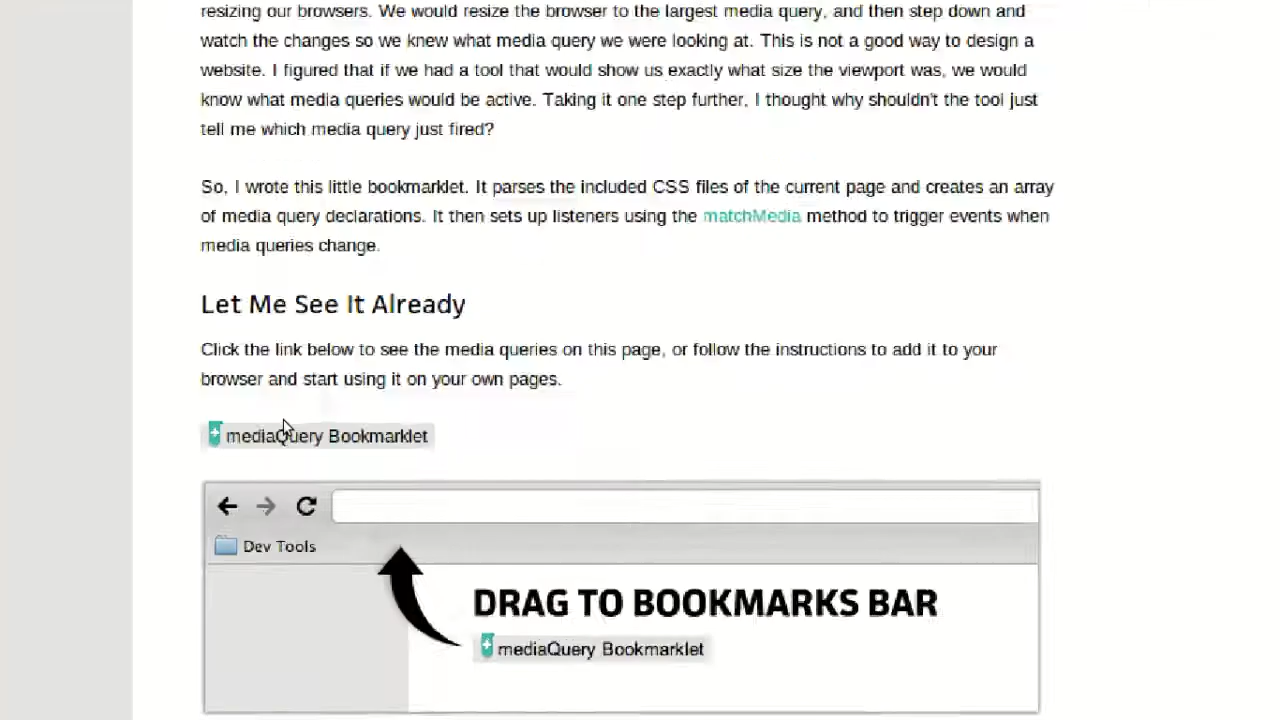 resizing our browsers. We would resize the browser to the largest media query, and then step down and
watch the changes so we knew what media query we were looking at. This is not a good way to design a
website. I figured that if we had a tool that would show us exactly what size the viewport was, we would
know what media queries would be active. Taking it one step further, I thought why shouldn't the tool just
tell me which media query just fired?
So, I wrote this little bookmarklet. It parses the included CSS files of the current page and creates an array
of media query declarations. It then sets up listeners using the matchMedia method to trigger events when
media queries change.
Let Me See It Already
Click the link below to see the media queries on this page, or follow the instructions to add it to your
browser and start using it on your own pages.
mediaQuery Bookmarklet
Dev Tools
DRAG TO BOOKMARKS BAR
mediaQuery Bookmarklet